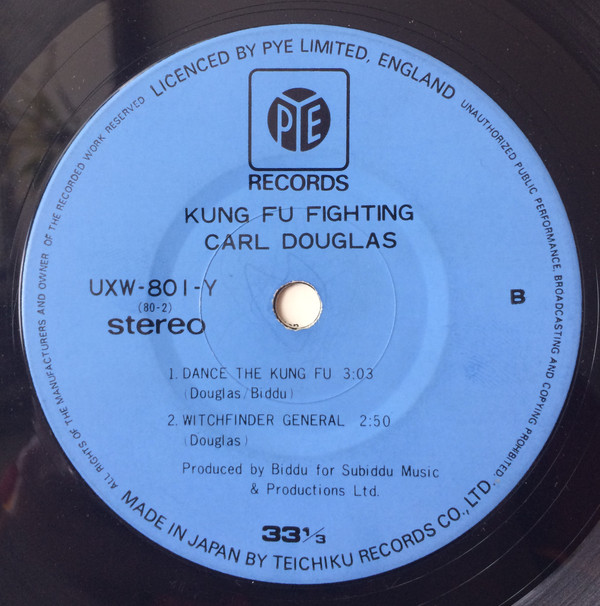 LICENCED BY PYE LIMITED, ENGLAND
UNAUTHORIZED PUBLIC PERFORMANCE, BROADCASTING AND COPYING PROHIBITED.
ALL RIGHTS OF THE MANUFACTURERS AND OWNER OF THE RECORDED WORK RESERVED
PYE
RECORDS
KUNG FU FIGHTING
CARL DOUGLAS
UXW-801-Y
(80-2)
stereo
B
1. DANCE THE KUNG FU 3:03
(Douglas/Biddu)
2. WITCHFINDER GENERAL 2:50
(Douglas)
Produced by Biddu for Subiddu Music
& Productions Ltd.
33 1/3
MADE IN JAPAN BY TEICHIKU RECORDS CO., LTD.